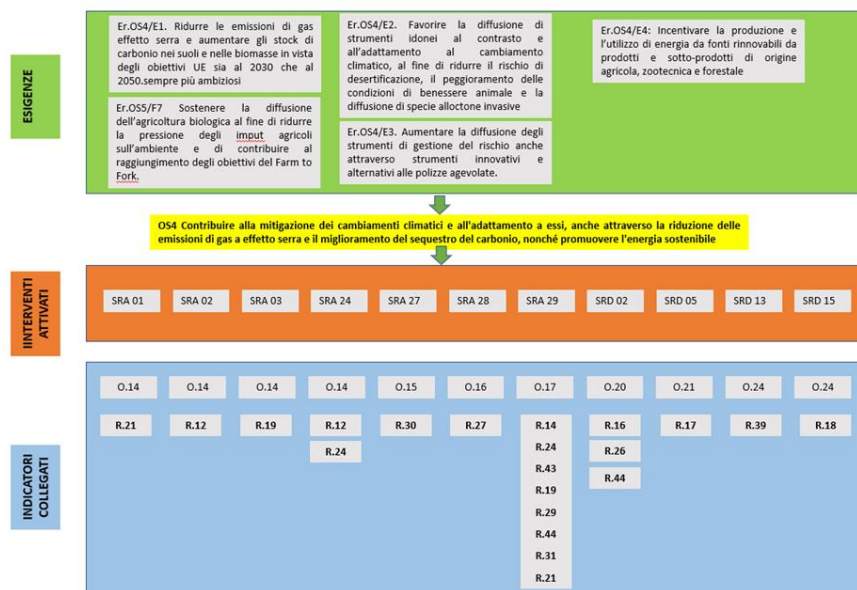 ESIGENZE
Er.OS4/E1. Ridurre le emissioni di gas
effetto serra e aumentare gli stock di
carbonio nei suoli e nelle biomasse in vista
degli obiettivi UE sia al 2030 che al
2050.sempre più ambiziosi
Er.OS5/F7 Sostenere la diffusione
dell'agricoltura biologica al fine di ridurre
la pressione degli imput agricoli
sull'ambiente e di contribuire al
raggiungimento degli obiettivi del Farm to
Fork.
Er.OS4/E2. Favorire la diffusione di
strumenti idonei al contrasto e
all'adattamento al cambiamento
climatico, al fine di ridurre il rischio di
desertificazione, il peggioramento delle
condizioni di benessere animale e la
diffusione di specie alloctone invasive
Er.OS4/E3. Aumentare la diffusione degli
strumenti di gestione del rischio anche
attraverso strumenti innovativi e
alternativi alle polizze agevolate.
Er.OS4/E4: Incentivare la produzione e
l'utilizzo di energia da fonti rinnovabili da
prodotti e sotto-prodotti di origine
agricola, zootecnica e forestale
OS4 Contribuire alla mitigazione dei cambiamenti climatici e all'adattamento a essi, anche attraverso la riduzione delle
emissioni di gas a effetto serra e il miglioramento del sequestro del carbonio, nonché promuovere l'energia sostenibile
IINTERVENTI
ATTIVATI
SRA 01 SRA 02 SRA 03 SRA 24 SRA 27 SRA 28 SRA 29 SRD 02 SRD 05 SRD 13 SRD 15
INDICATORI
COLLEGATI
O.14 O.14 O.14 O.14 O.15 O.16 O.17 O.20 O.21 O.24 O.24
R.21 R.12 R.19 R.12 R.30 R.27 R.14 R.16 R.17 R.39 R.18
R.24 R.24 R.26
R.43 R.44
R.19
R.29
R.44
R.31
R.21